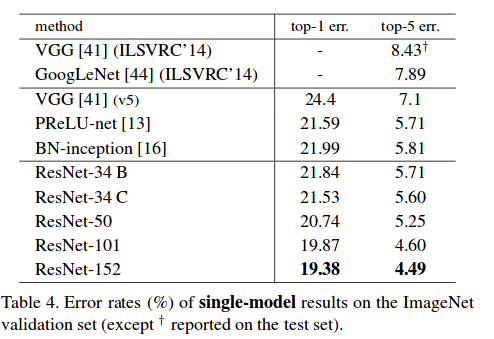 method top-1 err. top-5 err.
VGG [41] (ILSVRC'14) - 8.43†
GoogLeNet [44] (ILSVRC'14) - 7.89
VGG [41] (v5) 24.4 7.1
PReLU-net [13] 21.59 5.71
BN-inception [16] 21.99 5.81
ResNet-34 B 21.84 5.71
ResNet-34 C 21.53 5.60
ResNet-50 20.74 5.25
ResNet-101 19.87 4.60
ResNet-152 19.38 4.49
Table 4. Error rates (%) of single-model results on the ImageNet
validation set (except † reported on the test set).